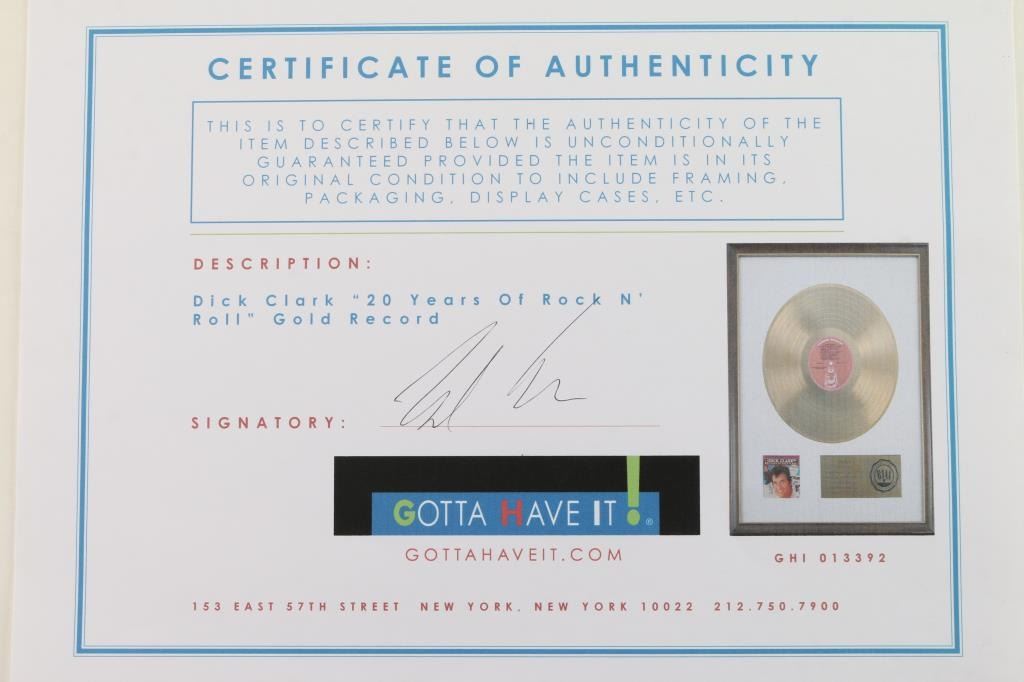 CERTIFICATE OF AUTHENTICITY
THIS IS TO CERTIFY THAT THE AUTHENTICITY OF THE
ITEM DESCRIBED BELOW IS UNCONDITIONALLY
GUARANTEED PROVIDED THE ITEM IS IN ITS
ORIGINAL CONDITION TO INCLUDE FRAMING,
PACKAGING, DISPLAY CASES, ETC.
DESCRIPTION:
Dick Clark "20 Years Of Rock N'
Roll" Gold Record
SIGNATORY:
DICK CLARK
GOTTA HAVE IT!®
GOTTAHAVEIT.COM
GHI 013392
153 EAST 57TH STREET NEW YORK, NEW YORK 10022 212.750.7900